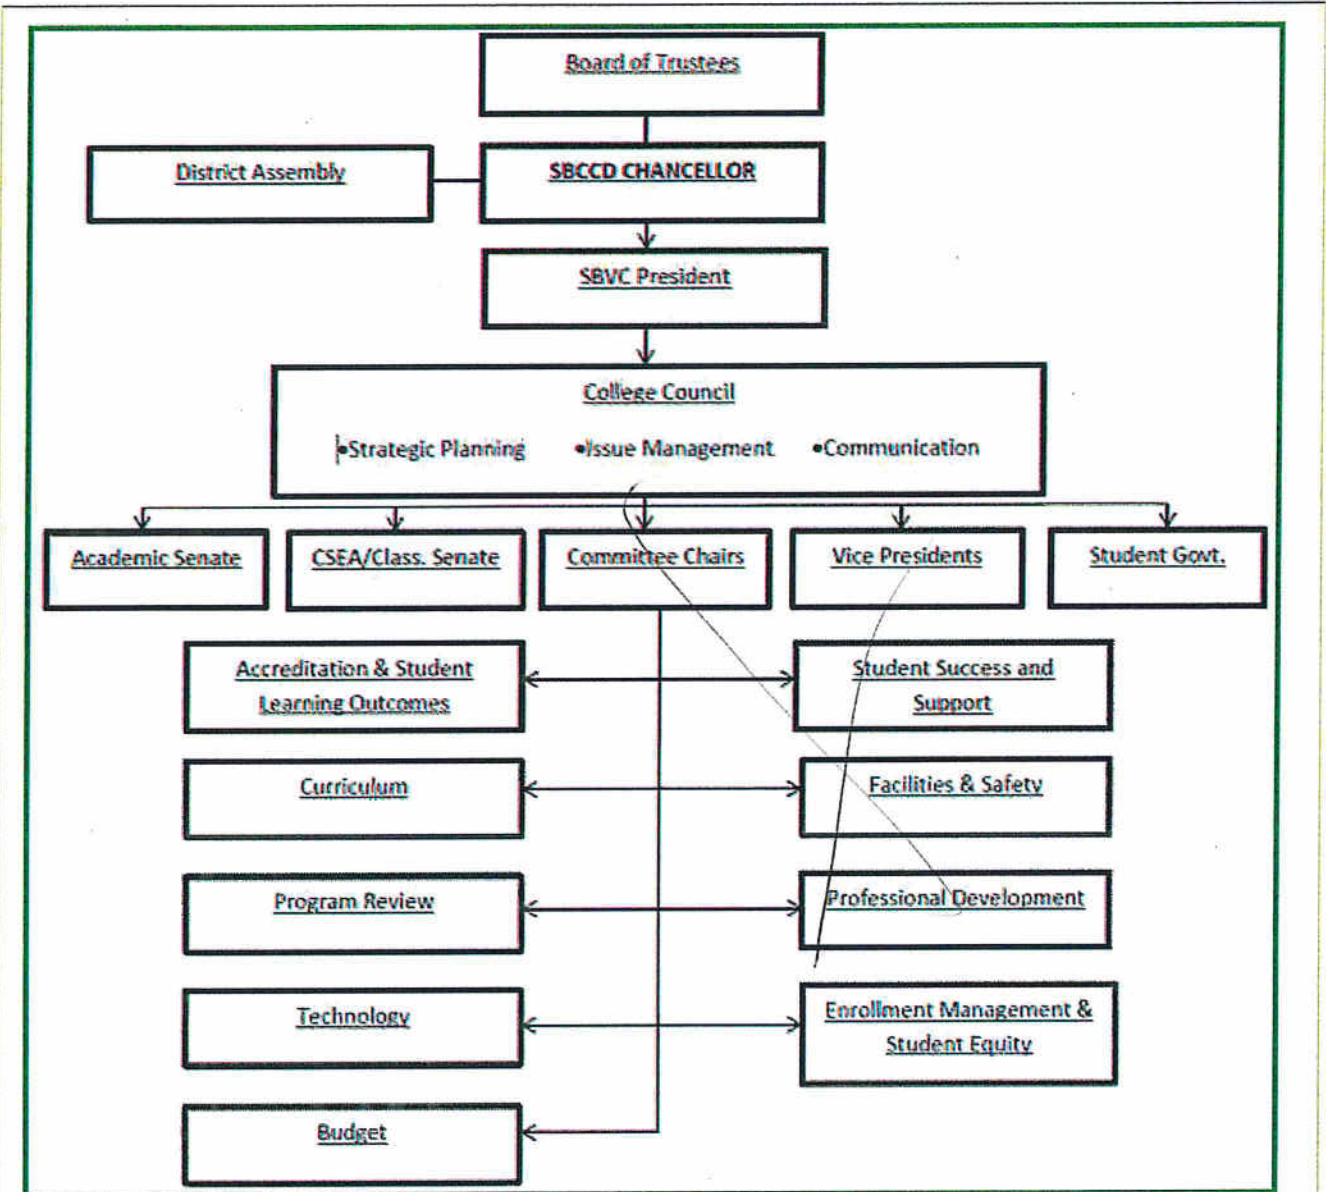 Board of Trustees
District Assembly
SBCCD CHANCELLOR
SBVC President
College Council
•Strategic Planning •Issue Management •Communication
Academic Senate
CSEA/Class. Senate
Committee Chairs
Vice Presidents
Student Govt.
Accreditation & Student
Learning Outcomes
Student Success and
Support
Curriculum
Facilities & Safety
Program Review
Professional Development
Technology
Enrollment Management &
Student Equity
Budget